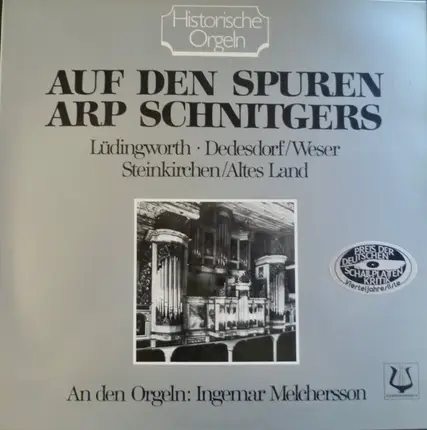 Historische
Orgeln
AUF DEN SPUREN
ARP SCHNITGERS
Lüdingworth · Dedesdorf/Weser
Steinkirchen/Altes Land
PREIS DER
DEUTSCHEN
SCHALLPLATTEN
KRITIK
Vierteljahresliste
An den Orgeln: Ingemar Melchersson